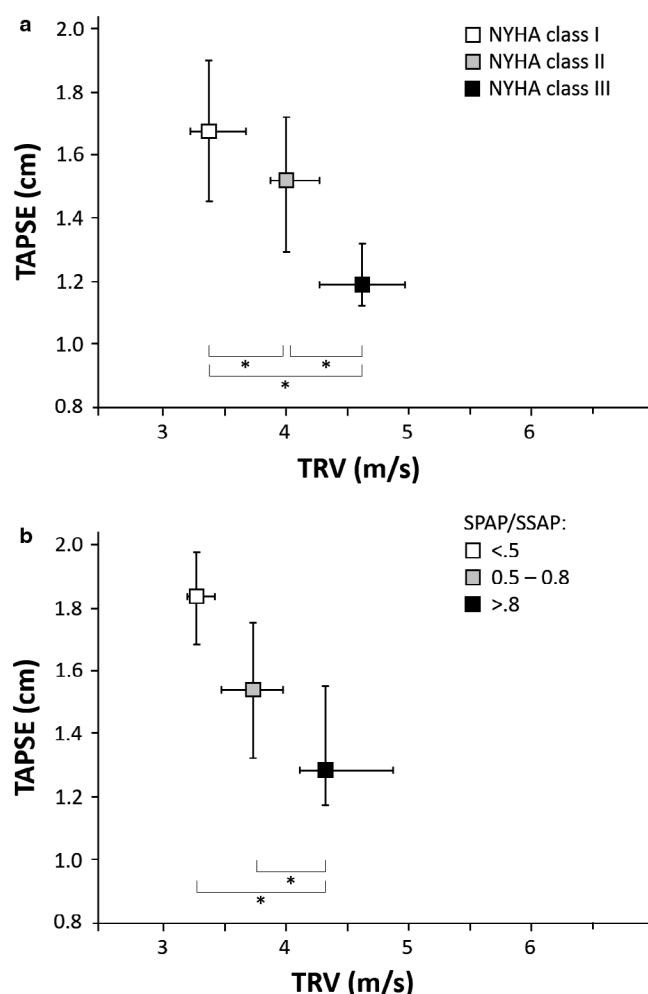 a
2.0
1.8
1.6
1.4
1.2
1.0
0.8
TAPSE (cm)
NYHA class I
NYHA class II
NYHA class III
*
*
*
3
4
5
6
TRV (m/s)
b
2.0
1.8
1.6
1.4
1.2
1.0
0.8
TAPSE (cm)
SPAP/SSAP:
<.5
0.5 – 0.8
>.8
*
*
3
4
5
6
TRV (m/s)